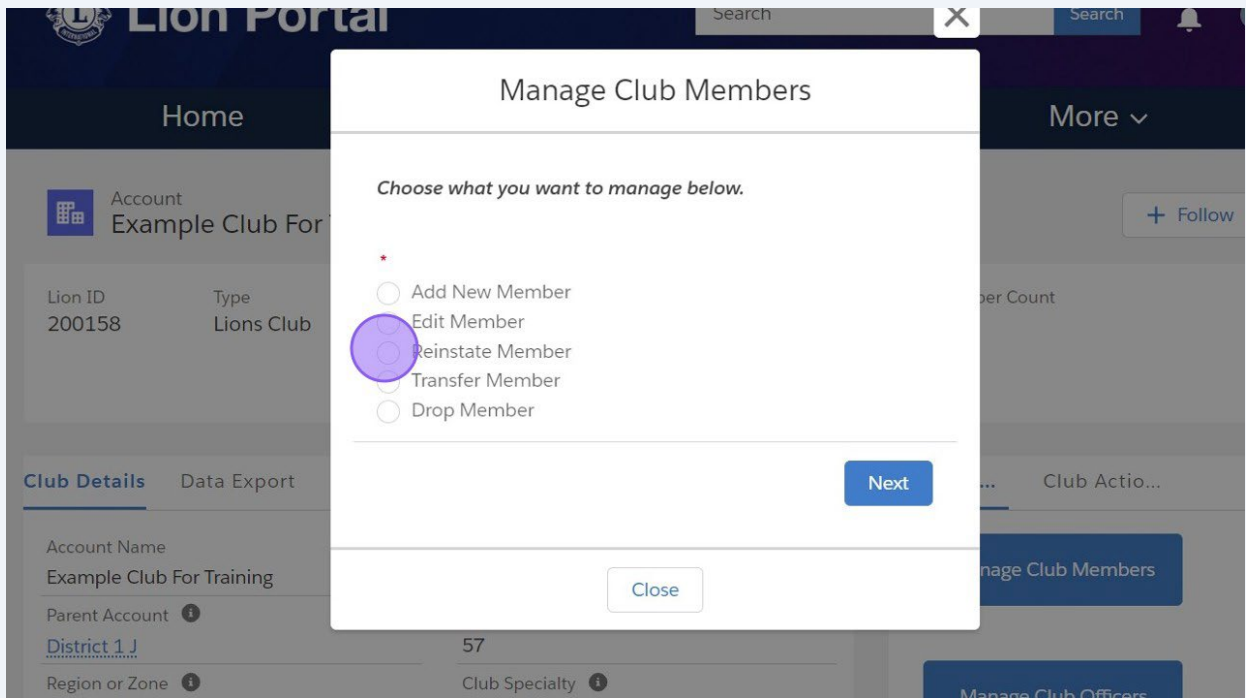 Lion Portal
INTERNATIONAL
Search
Search
Home
More
Manage Club Members
Choose what you want to manage below.
*
Add New Member
Edit Member
Reinstate Member
Transfer Member
Drop Member
Next
Close
Account
Example Club For
+ Follow
Lion ID
200158
Type
Lions Club
Count
Club Details
Data Export
...
Club Actio...
Account Name
Example Club For Training
Parent Account
District 1 J
57
Region or Zone
Club Specialty
Club Members
Manage Club Officers